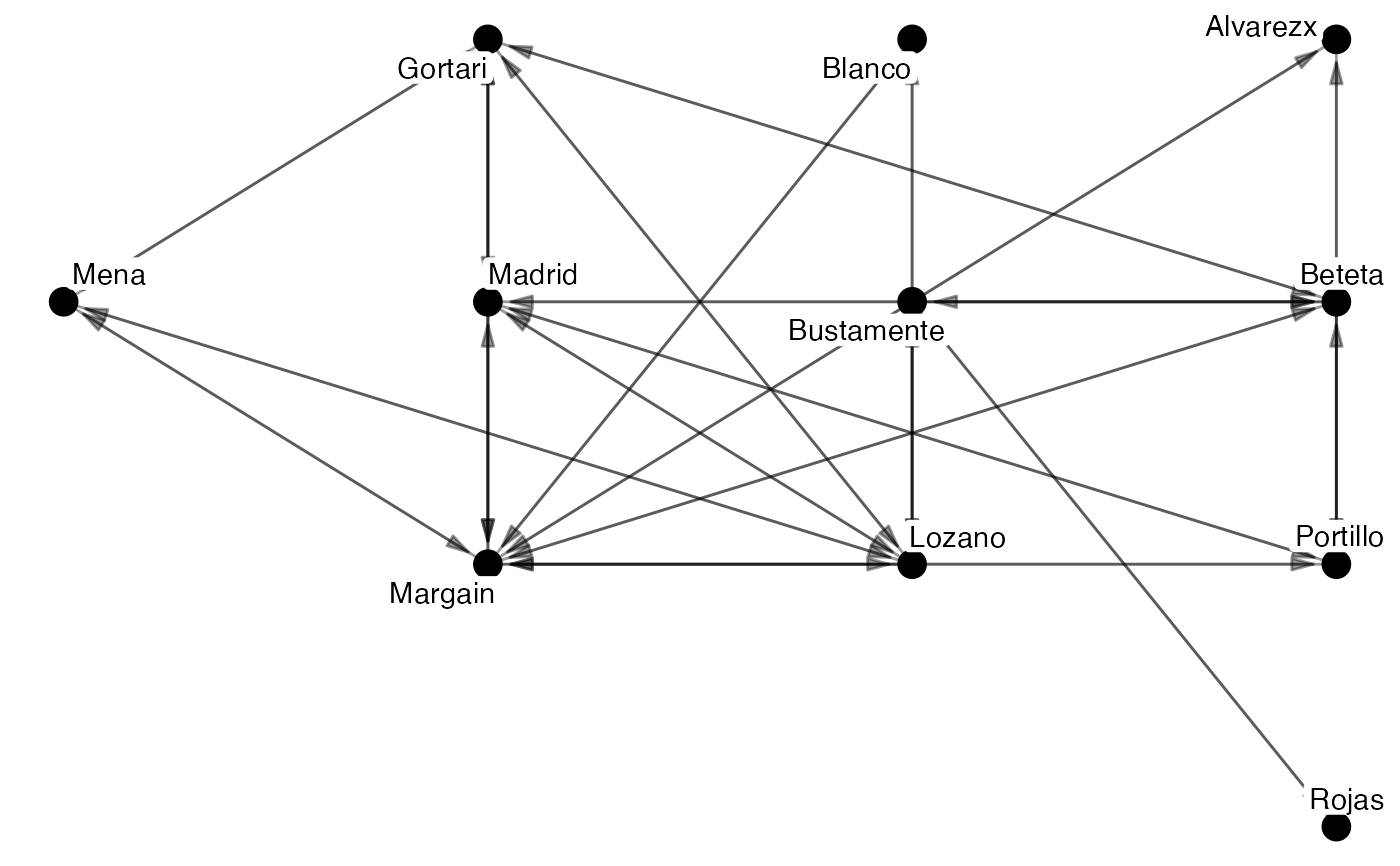 Alvarezx
Gortari
Blanco
Mena
Madrid
Beteta
Bustamente
Lozano
Portillo
Margain
Rojas